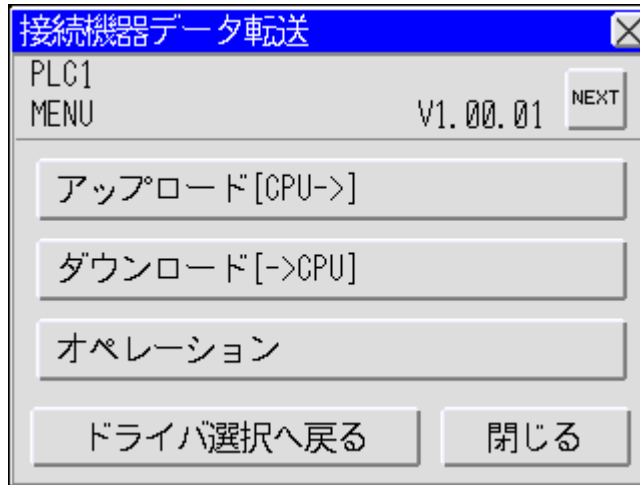 接続機器データ転送
PLC1
MENU V1.00.01 NEXT
アップロード[CPU->]
ダウンロード[->CPU]
オペレーション
ドライバ選択へ戻る 閉じる